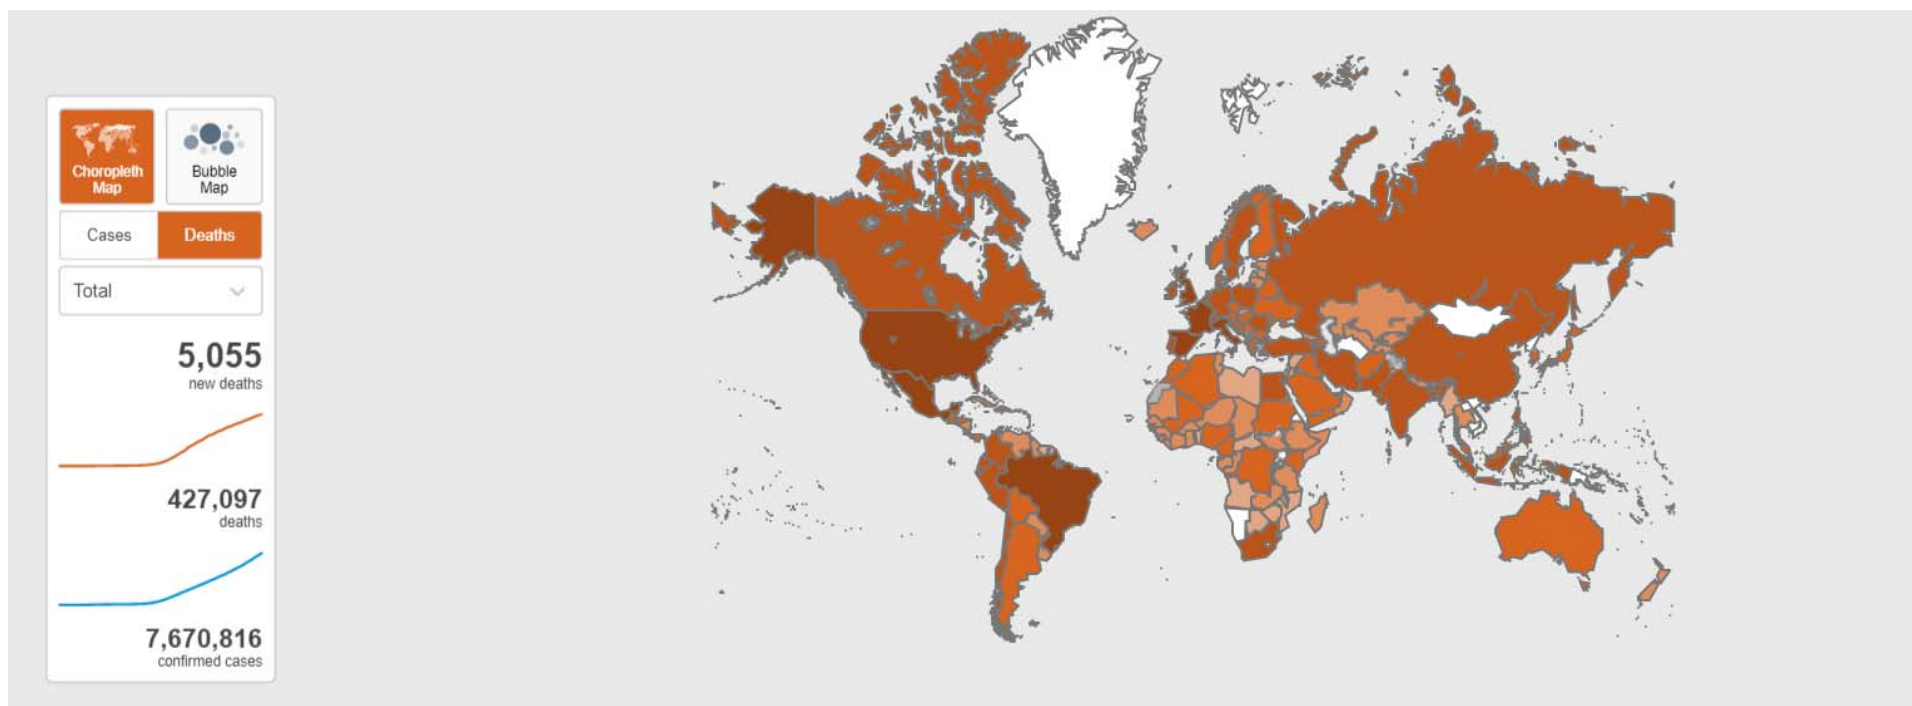 Choropleth
Map
Bubble
Map
Cases
Deaths
Total
5,055
new deaths
427,097
deaths
7,670,816
confirmed cases